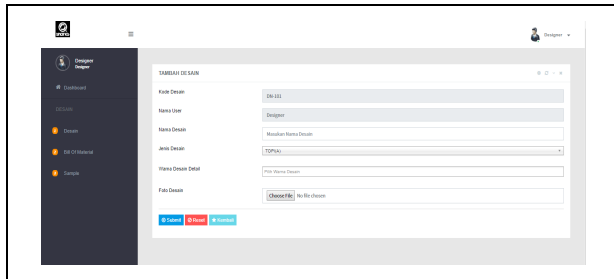 Designer
Designer
Designer
Dashboard
DESAIN
Desain
Bill Of Material
Sample
TAMBAH DESAIN
Kode Desain
DN-101
Nama User
Designer
Nama Desain
Masukan Nama Desain
Jenis Desain
TOPI(A)
Warna Desain Detail
Pilih Warna Desain
Foto Desain
Choose File No file chosen
Submit Reset Kembali